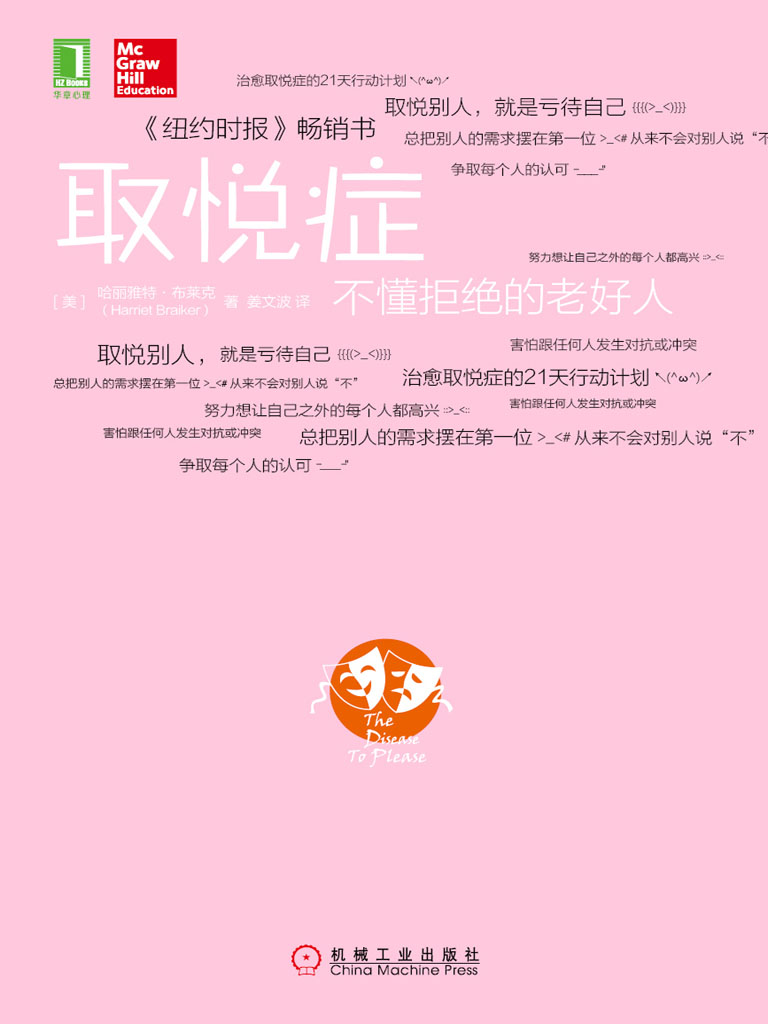 HZ Books
华章心理
Mc
Graw
Hill
Education
治愈取悦症的21天行动计划 ↖(^ω^)↗
取悦别人，就是亏待自己 {{{(>_<)}}}
《纽约时报》畅销书
总把别人的需求摆在第一位 >_<# 从来不会对别人说“不
争取每个人的认可 -____-"
取悦症
努力想让自己之外的每个人都高兴 ::>_<::
[ 美 ] 哈丽雅特·布莱克
（Harriet Braiker） 著 姜文波 译
不懂拒绝的老好人
取悦别人，就是亏待自己 {{{(>_<)}}}
害怕跟任何人发生对抗或冲突
总把别人的需求摆在第一位 >_<# 从来不会对别人说“不”
治愈取悦症的21天行动计划 ↖(^ω^)↗
努力想让自己之外的每个人都高兴 ::>_<::
害怕跟任何人发生对抗或冲突
害怕跟任何人发生对抗或冲突
总把别人的需求摆在第一位 >_<# 从来不会对别人说“不”
争取每个人的认可 -____-"
The
Disease
To Please
机械工业出版社
China Machine Press